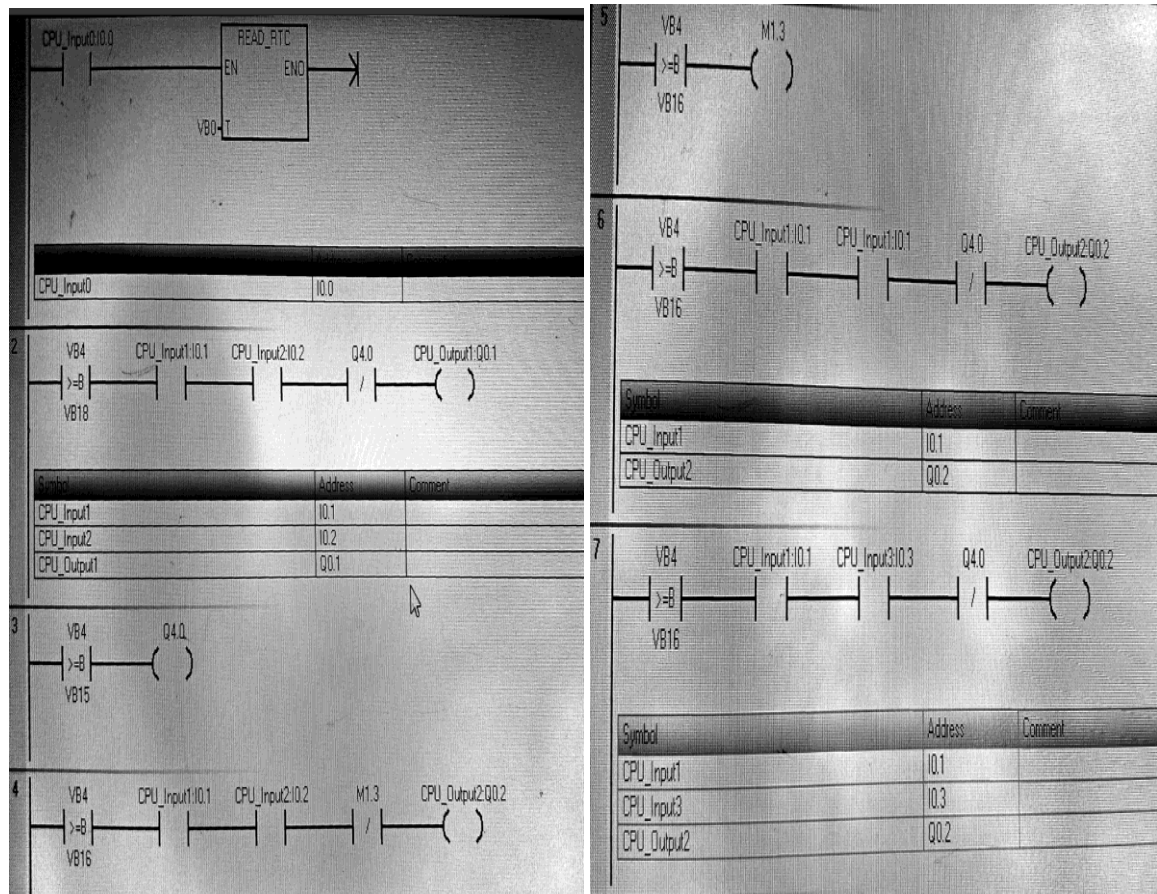 CPU_Input0:I0.0
READ_RTC
EN ENO
VB0 T
CPU_Input0 I0.0
2
VB4 CPU_Input1:I0.1 CPU_Input2:I0.2 Q4.0 CPU_Output1:Q0.1
>=B /
VB18
Symbol Address Comment
CPU_Input1 I0.1
CPU_Input2 I0.2
CPU_Output1 Q0.1
3
VB4 Q4.0
>=B
VB15
4
VB4 CPU_Input1:I0.1 CPU_Input2:I0.2 M1.3 CPU_Output2:Q0.2
>=B /
VB16
5
VB4 M1.3
>=B
VB16
6
VB4 CPU_Input1:I0.1 CPU_Input1:I0.1 Q4.0 CPU_Output2:Q0.2
>=B /
VB16
Symbol Address Comment
CPU_Input1 I0.1
CPU_Output2 Q0.2
7
VB4 CPU_Input1:I0.1 CPU_Input3:I0.3 Q4.0 CPU_Output2:Q0.2
>=B /
VB16
Symbol Address Comment
CPU_Input1 I0.1
CPU_Input3 I0.3
CPU_Output2 Q0.2